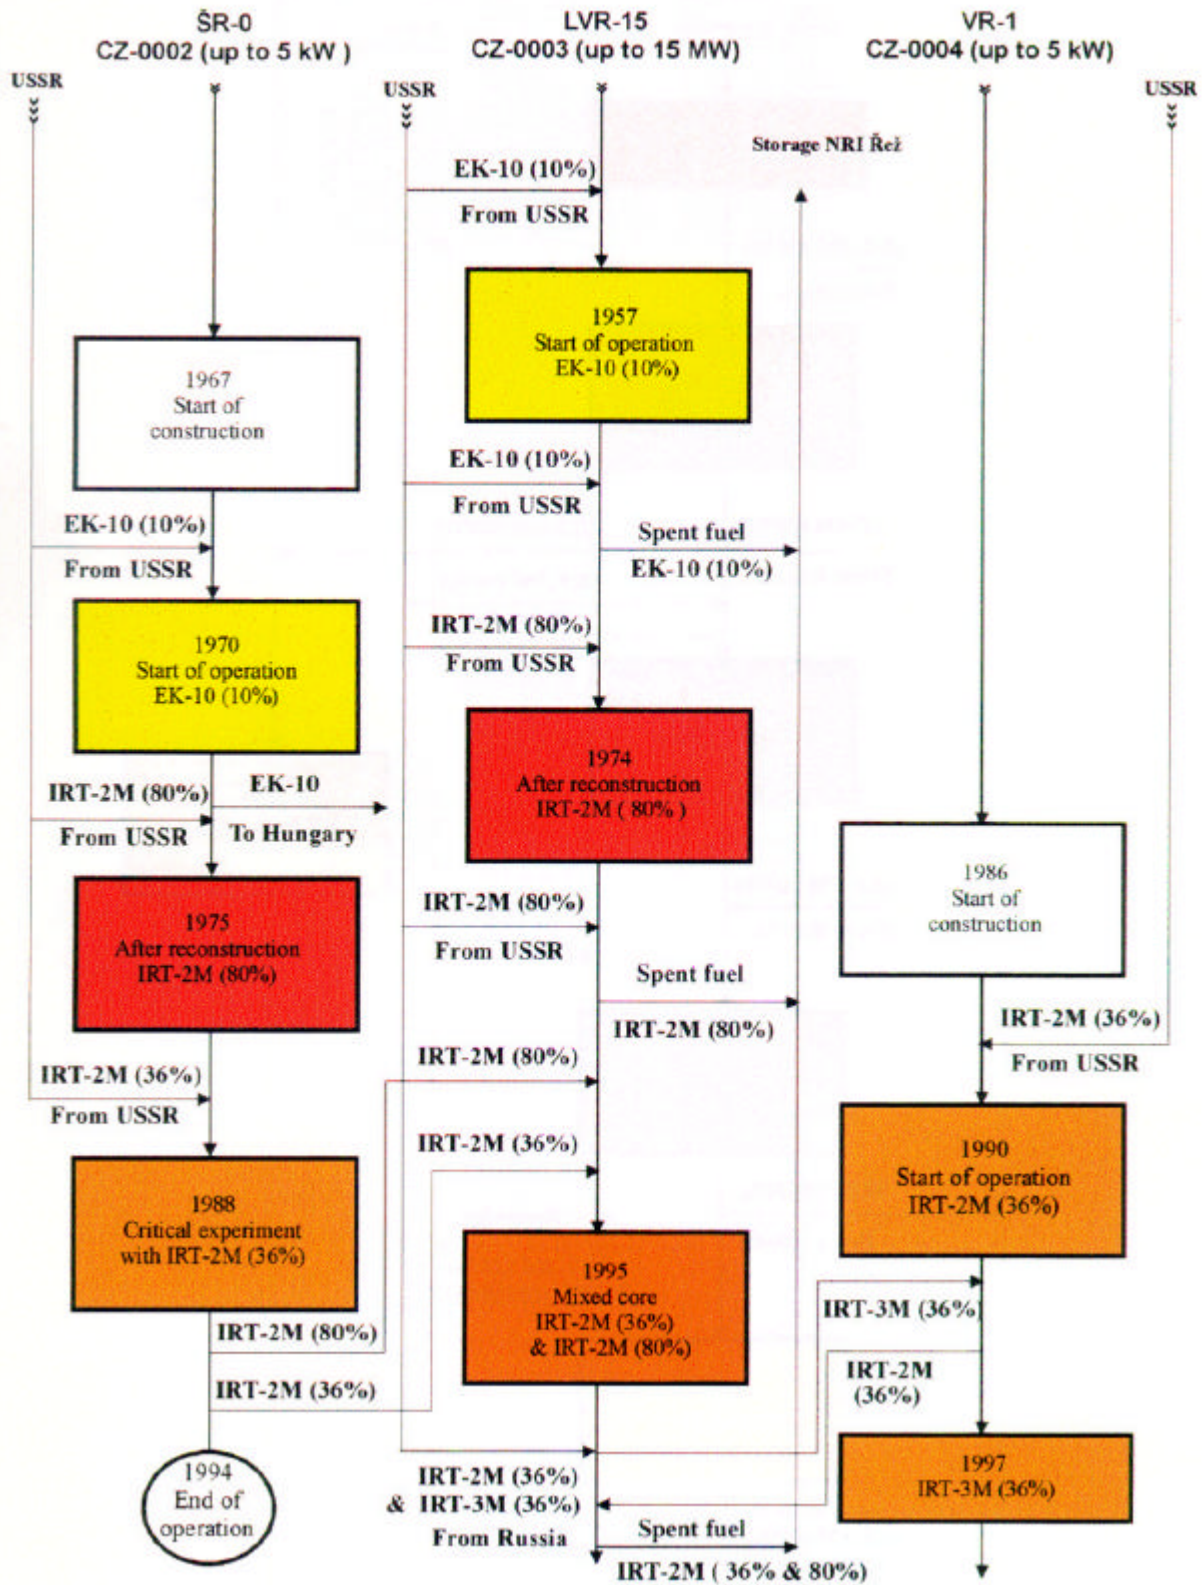 ŠR-0
CZ-0002 (up to 5 kW )
LVR-15
CZ-0003 (up to 15 MW)
VR-1
CZ-0004 (up to 5 kW)
USSR
USSR
USSR
Storage NRI Řež
EK-10 (10%)
From USSR
1957
Start of operation
EK-10 (10%)
1967
Start of
construction
EK-10 (10%)
From USSR
EK-10 (10%)
From USSR
Spent fuel
EK-10 (10%)
1970
Start of operation
EK-10 (10%)
IRT-2M (80%)
From USSR
1974
After reconstruction
IRT-2M ( 80% )
IRT-2M (80%)
From USSR
EK-10
To Hungary
1975
After reconstruction
IRT-2M (80%)
IRT-2M (80%)
From USSR
1986
Start of
construction
Spent fuel
IRT-2M (80%)
IRT-2M (36%)
From USSR
IRT-2M (36%)
From USSR
IRT-2M (80%)
IRT-2M (36%)
1988
Critical experiment
with IRT-2M (36%)
1990
Start of operation
IRT-2M (36%)
1995
Mixed core
IRT-2M (36%)
& IRT-2M (80%)
IRT-2M (80%)
IRT-2M (36%)
IRT-3M (36%)
IRT-2M
(36%)
1994
End of
operation
IRT-2M (36%)
& IRT-3M (36%)
From Russia
1997
IRT-3M (36%)
Spent fuel
IRT-2M ( 36% & 80%)